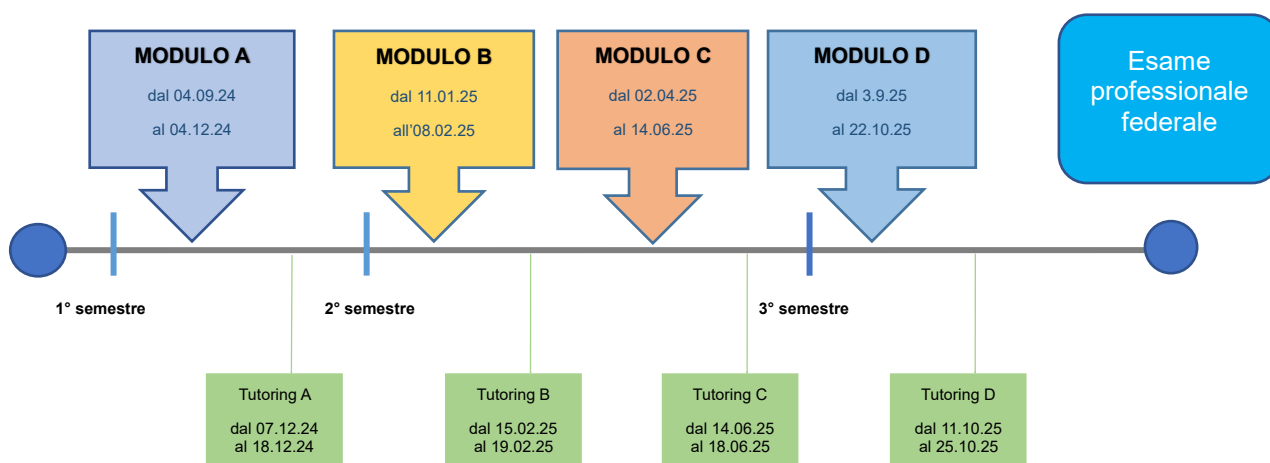 MODULO A
dal 04.09.24
al 04.12.24
MODULO B
dal 11.01.25
all'08.02.25
MODULO C
dal 02.04.25
al 14.06.25
MODULO D
dal 3.9.25
al 22.10.25
Esame
professionale
federale
1° semestre
2° semestre
3° semestre
Tutoring A
dal 07.12.24
al 18.12.24
Tutoring B
dal 15.02.25
al 19.02.25
Tutoring C
dal 14.06.25
al 18.06.25
Tutoring D
dal 11.10.25
al 25.10.25